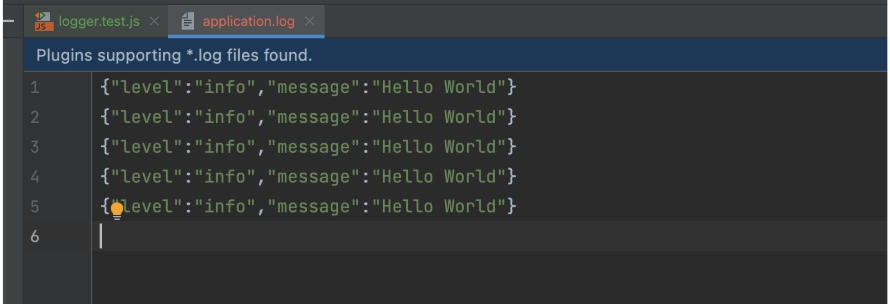 logger.test.js application.log
Plugins supporting *.log files found.
1 {"level":"info","message":"Hello World"}
2 {"level":"info","message":"Hello World"}
3 {"level":"info","message":"Hello World"}
4 {"level":"info","message":"Hello World"}
5 {"level":"info","message":"Hello World"}
6